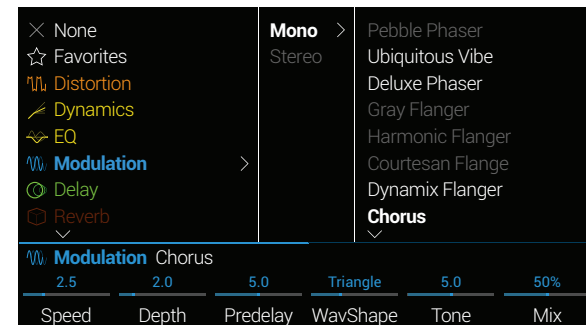 None
Favorites
Distortion
Dynamics
EQ
Modulation
Delay
Reverb
Mono
Stereo
Pebble Phaser
Ubiquitous Vibe
Deluxe Phaser
Gray Flanger
Harmonic Flanger
Courtesan Flange
Dynamix Flanger
Chorus
Modulation Chorus
2.5 2.0 5.0 Triangle 5.0 50%
Speed Depth Predelay WavShape Tone Mix